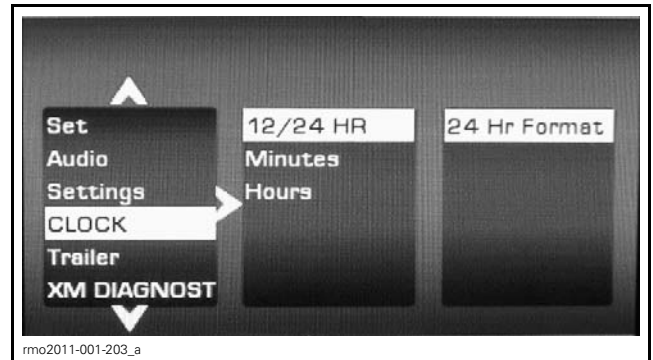 Set
Audio
Settings
CLOCK
Trailer
XM DIAGNOST
12/24 HR
Minutes
Hours
24 Hr Format
rmo2011-001-203_a